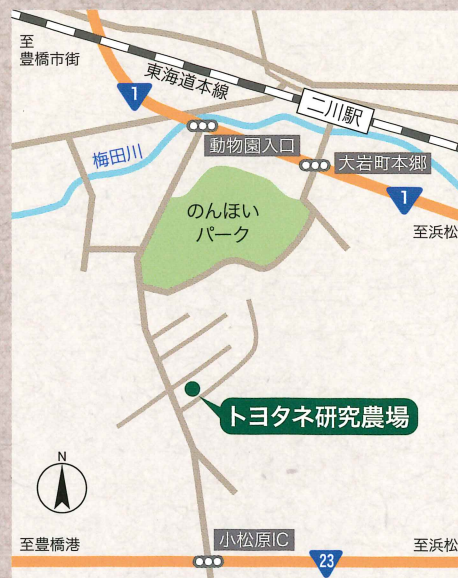 至
豊橋市街
東海道本線
1
二川駅
動物園入口
梅田川
大岩町本郷
1
のんほい
パーク
至浜松
トヨタネ研究農場
N
至豊橋港
小松原IC
至浜松
23